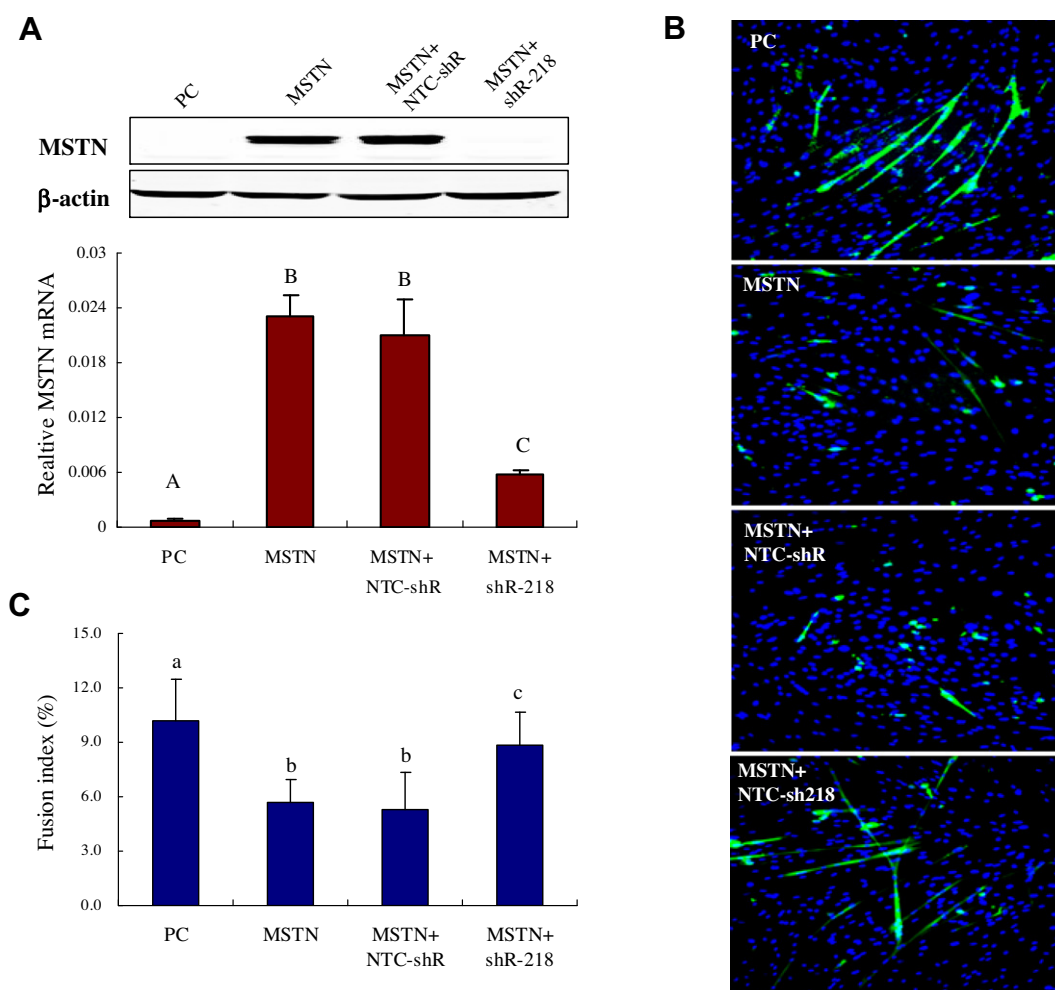 A
PC
MSTN
MSTN+
NTC-shR
MSTN+
shR-218
MSTN
β-actin
Realtive MSTN mRNA
0.03
0.024
0.018
0.012
0.006
0
A
B
B
C
PC
MSTN
MSTN+
NTC-shR
MSTN+
shR-218
C
Fusion index (%)
15.0
12.0
9.0
6.0
3.0
0.0
a
b
b
c
PC
MSTN
MSTN+
NTC-shR
MSTN+
shR-218
B
PC
MSTN
MSTN+
NTC-shR
MSTN+
NTC-sh218